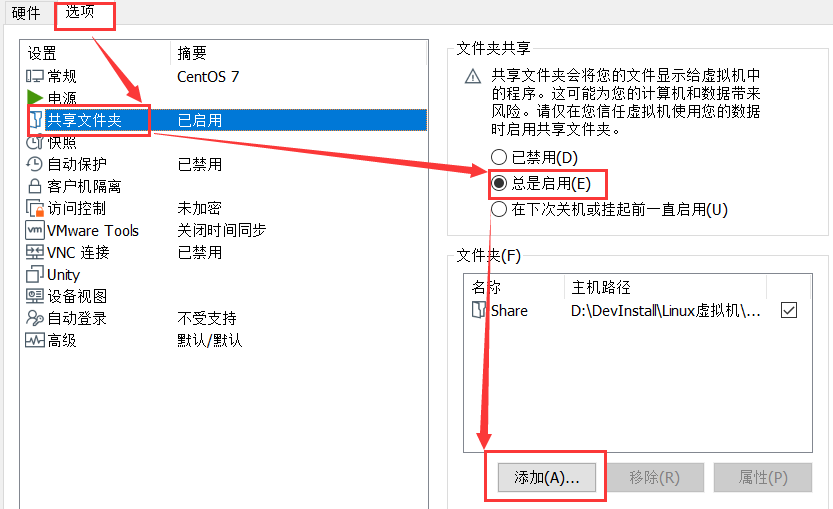 硬件 选项
设置 摘要
常规 CentOS 7
电源
共享文件夹 已启用
快照
自动保护 已禁用
客户机隔离
访问控制 未加密
VMware Tools 关闭时间同步
VNC 连接 已禁用
Unity
设备视图
自动登录 不受支持
高级 默认/默认
文件夹共享
共享文件夹会将您的文件显示给虚拟机中
的程序。这可能为您的计算机和数据带来
风险。请仅在您信任虚拟机使用您的数据
时启用共享文件夹。
已禁用(D)
总是启用(E)
在下次关机或挂起前一直启用(U)
文件夹(F)
名称 主机路径
Share D:\DevInstall\Linux虚拟机\...
添加(A)... 移除(R) 属性(P)